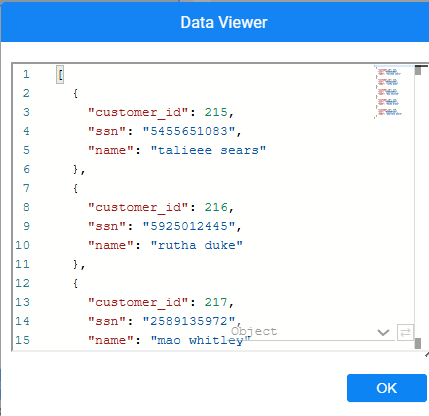 Data Viewer
1 [
2 {
3 "customer_id": 215,
4 "ssn": "5455651083",
5 "name": "talieee sears"
6 },
7 {
8 "customer_id": 216,
9 "ssn": "5925012445",
10 "name": "rutha duke"
11 },
12 {
13 "customer_id": 217,
14 "ssn": "2589135972",
Object
15 "name": "mao whitley"
OK